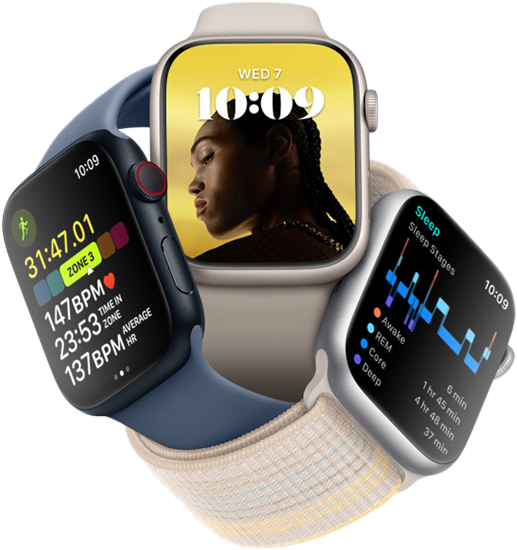 WED 7
10:09
10:09
31:47.01
ZONE 3
147BPM
23:53 TIME IN ZONE
137BPM AVERAGE HR
Sleep
10:09
Sleep Stages
Awake 6 min
REM 1 hr 45 min
Core 4 hr 48 min
Deep 37 min